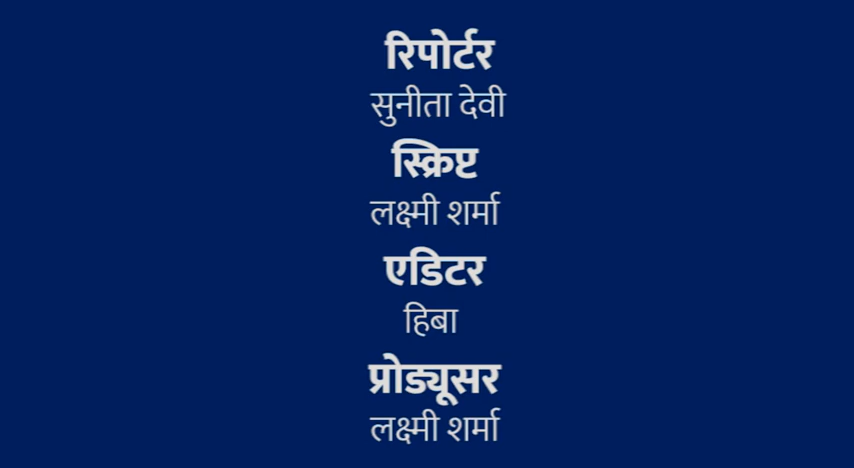 रिपोर्टर
सुनीता देवी
स्क्रिप्ट
लक्ष्मी शर्मा
एडिटर
हिबा
प्रोड्यूसर
लक्ष्मी शर्मा